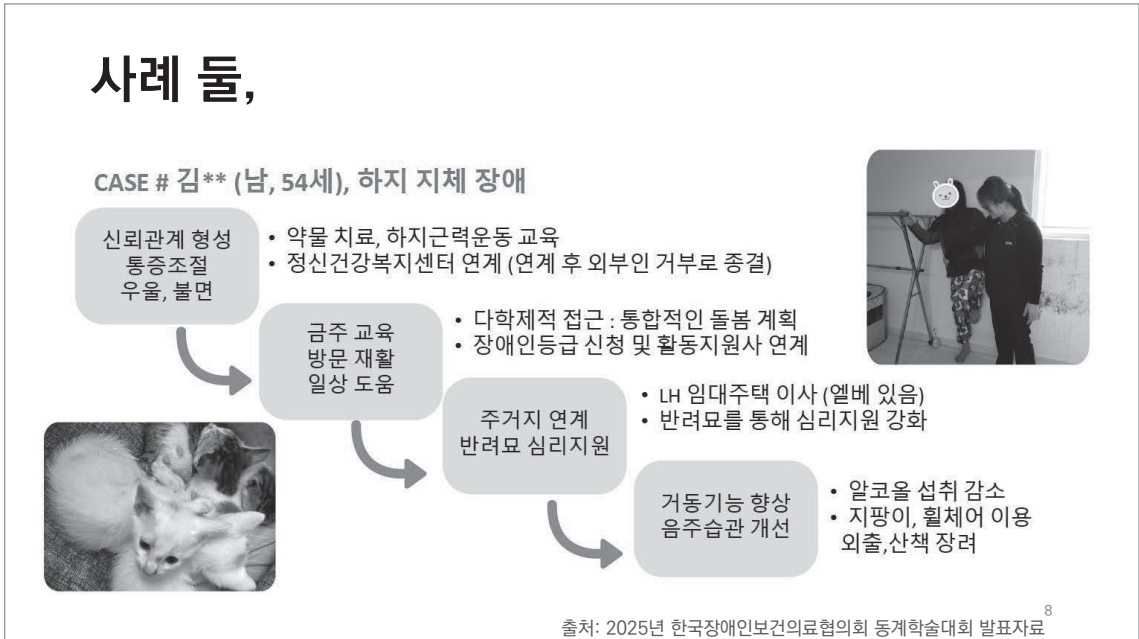 사례 둘,
CASE # 김** (남, 54세), 하지 지체 장애
신뢰관계 형성
통증조절
우울, 불면
• 약물 치료, 하지근력운동 교육
• 정신건강복지센터 연계 (연계 후 외부인 거부로 종결)
금주 교육
방문 재활
일상 도움
• 다학제적 접근 : 통합적인 돌봄 계획
• 장애인등급 신청 및 활동지원사 연계
주거지 연계
반려묘 심리지원
• LH 임대주택 이사 (엘베 있음)
• 반려묘를 통해 심리지원 강화
거동기능 향상
음주습관 개선
• 알코올 섭취 감소
• 지팡이, 휠체어 이용
외출,산책 장려
8
출처: 2025년 한국장애인보건의료협의회 동계학술대회 발표자료